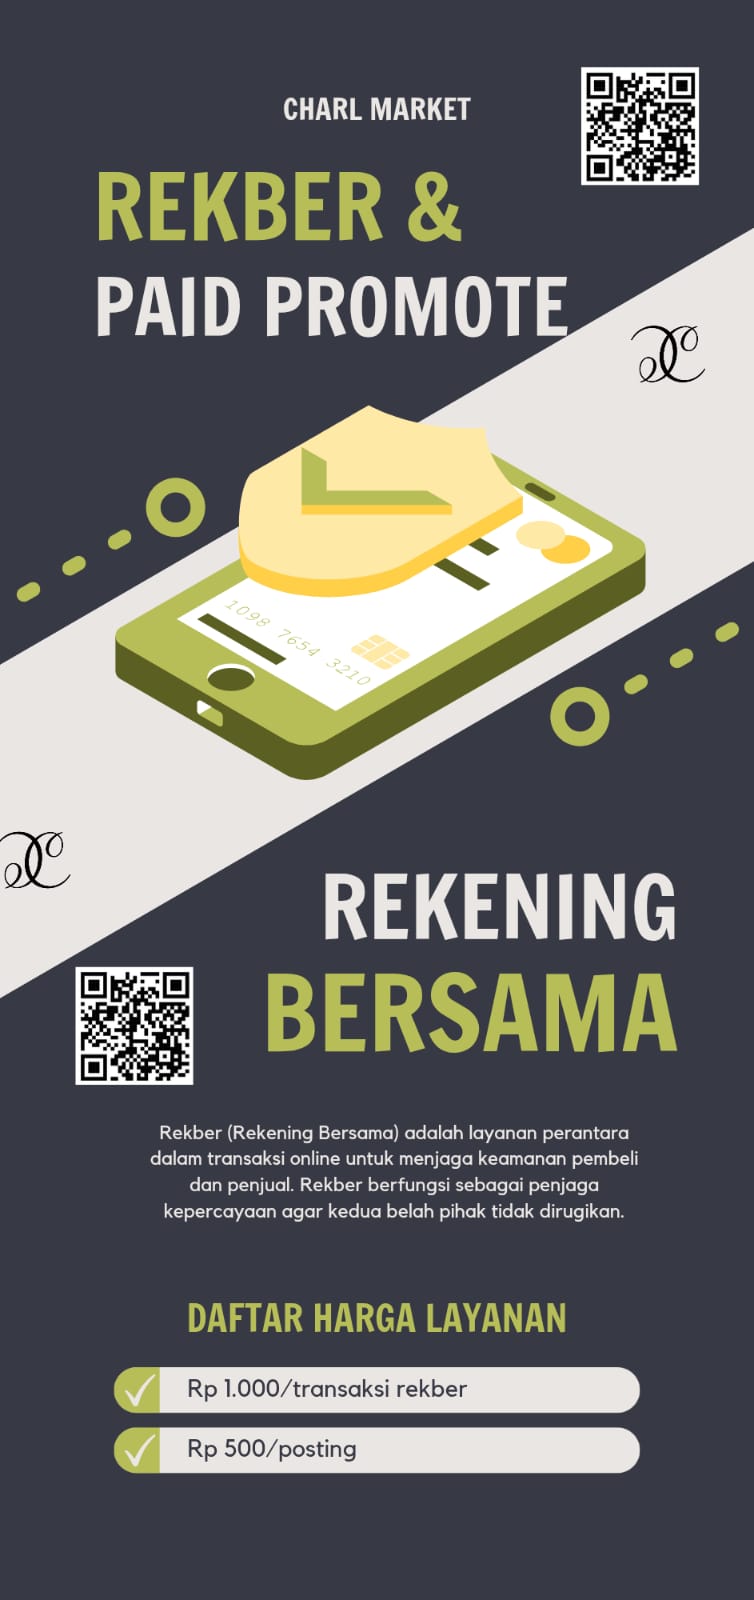 CHARL MARKET
REKBER &
PAID PROMOTE
1098 7654 3210
REKENING
BERSAMA
Rekber (Rekening Bersama) adalah layanan perantara
dalam transaksi online untuk menjaga keamanan pembeli
dan penjual. Rekber berfungsi sebagai penjaga
kepercayaan agar kedua belah pihak tidak dirugikan.
DAFTAR HARGA LAYANAN
Rp 1.000/transaksi rekber
Rp 500/posting